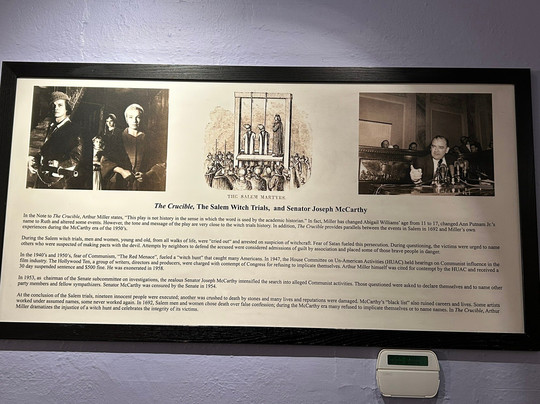 THE SALEM MARTYRS
The Crucible, The Salem Witch Trials, and Senator Joseph McCarthy
In the Note to The Crucible, Arthur Miller states, "This play is not history in the sense in which the word is used by the academic historian." In fact, Miller has changed Abigail Williams' age from 11 to 17, changed Ann Putnam Jr.'s
name to Ruth and altered some events. However, the tone and message of the play are very close to the witch trials history. In addition, The Crucible provides parallels between the events in Salem in 1692 and Miller's own
experiences during the McCarthy era of the 1950's.
During the Salem witch trials, men and women, young and old, from all walks of life, were "cried out" and arrested on suspicion of witchcraft. Fear of Satan fueled this persecution. During questioning, the victims were urged to name
others who were suspected of making pacts with the devil. Attempts by neighbors to defend the accused were considered admissions of guilt by association and placed some of those brave people in danger.
In the 1940's and 1950's, fear of Communism, "The Red Menace", fueled a "witch hunt" that caught many Americans. In 1947, the House Committee on Un-American Activities (HUAC) held hearings on Communist influence in the
film industry. The Hollywood Ten, a group of writers, directors and producers, were charged with contempt of Congress for refusing to implicate themselves. Arthur Miller himself was cited for contempt by the HUAC and received a
30 day suspended sentence and $500 fine. He was exonerated in 1958.
In 1953, as chairman of the Senate subcommittee on investigations, the zealous Senator Joseph McCarthy intensified the search into alleged Communist activities. Those questioned were asked to declare themselves and to name other
party members and fellow sympathizers. Senator McCarthy was censured by the Senate in 1954.
At the conclusion of the Salem trials, nineteen innocent people were executed; another was crushed to death by stones and many lives and reputations were damaged. McCarthy's "black list" also ruined careers and lives. Some artists
worked under assumed names, some never worked again. In 1692, Salem men and women chose death over false confession; during the McCarthy era many refused to implicate themselves or to name names. In The Crucible, Arthur
Miller dramatizes the injustice of a witch hunt and celebrates the integrity of its victims.